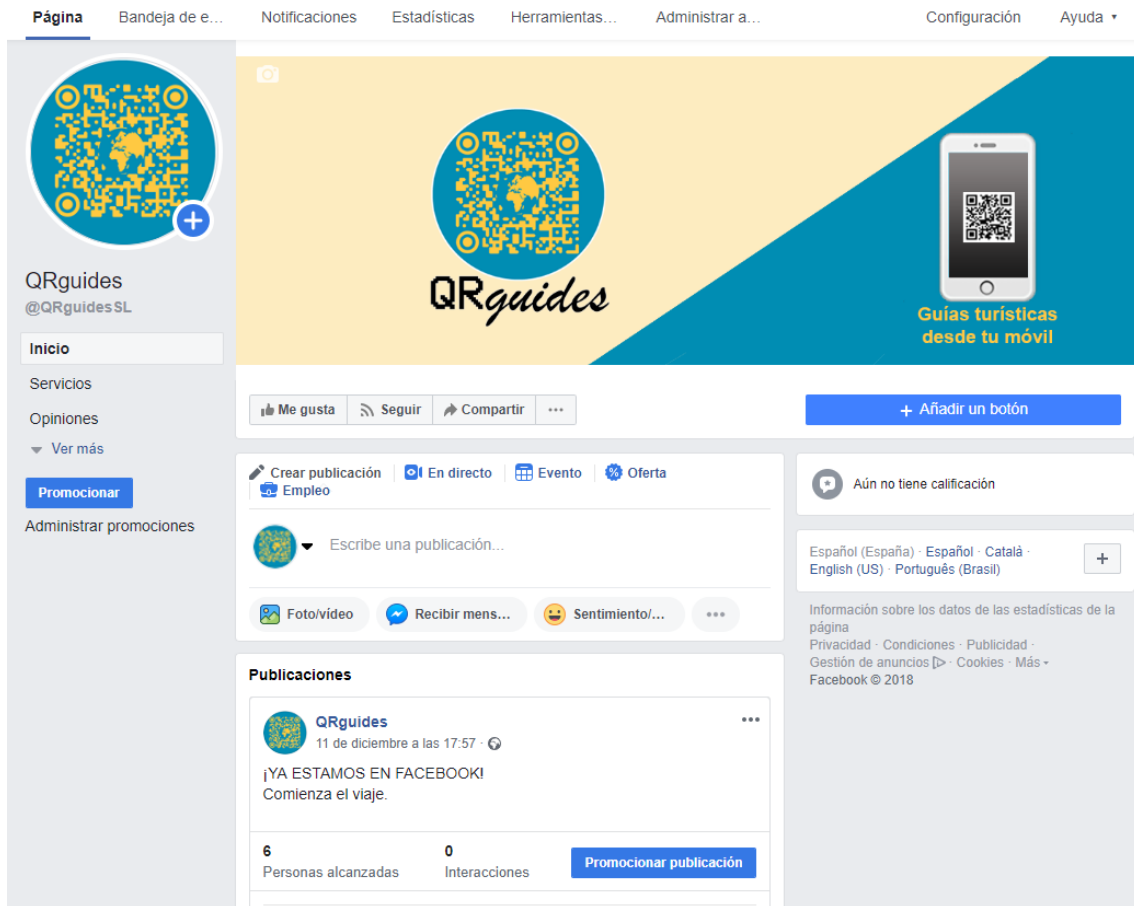 Página Bandeja de e... Notificaciones Estadísticas Herramientas... Administrar a... Configuración Ayuda
QRguides
@QRguidesSL
Inicio
Servicios
Opiniones
Ver más
Promocionar
Administrar promociones
QRguides
Guías turísticas
desde tu móvil
Me gusta Seguir Compartir ...
+ Añadir un botón
Crear publicación En directo Evento Oferta
Empleo
Escribe una publicación...
Foto/vídeo Recibir mens... Sentimiento/... ...
Publicaciones
QRguides
11 de diciembre a las 17:57 ·
¡YA ESTAMOS EN FACEBOOK!
Comienza el viaje.
6 0
Personas alcanzadas Interacciones
Promocionar publicación
Aún no tiene calificación
Español (España) · Español · Català ·
English (US) · Português (Brasil)
+
Información sobre los datos de las estadísticas de la
página
Privacidad · Condiciones · Publicidad ·
Gestión de anuncios · Cookies · Más
Facebook © 2018